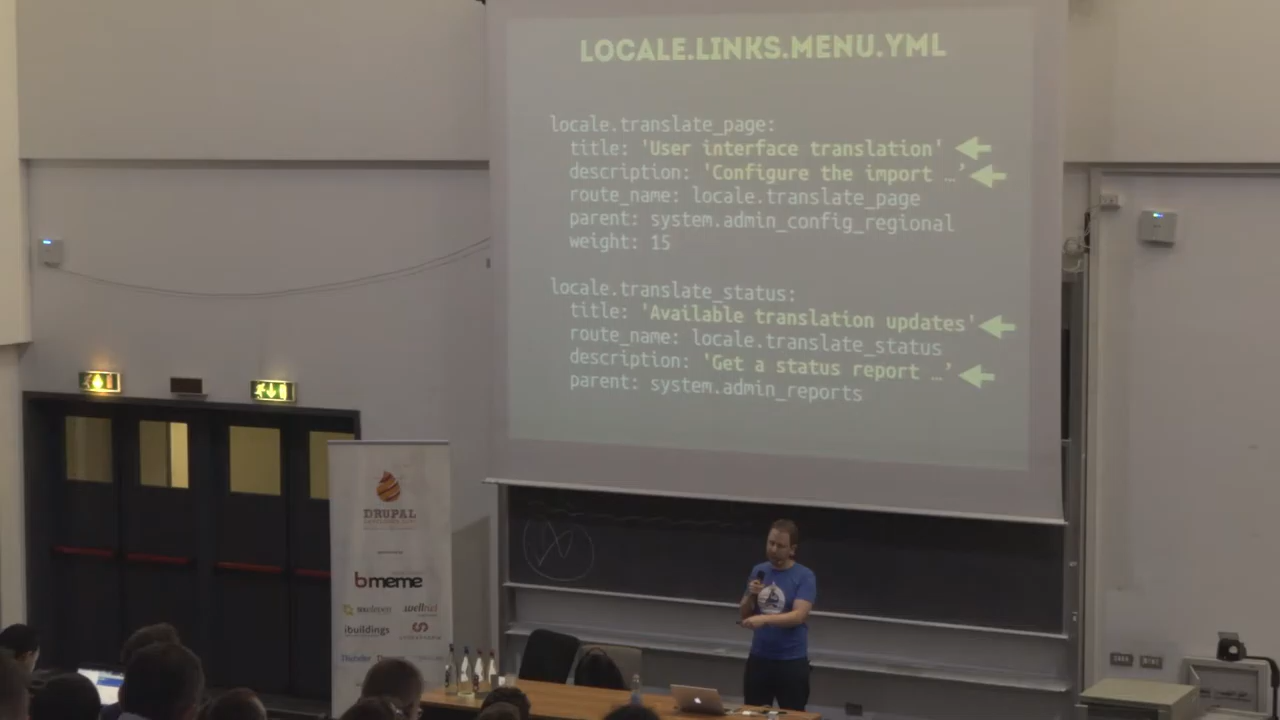 LOCALE.LINKS.MENU.YML
locale.translate_page:
title: 'User interface translation'
description: 'Configure the import …'
route_name: locale.translate_page
parent: system.admin_config_regional
weight: 15
locale.translate_status:
title: 'Available translation updates'
route_name: locale.translate_status
description: 'Get a status report …'
parent: system.admin_reports
DRUPAL
bmeme
ibuildings